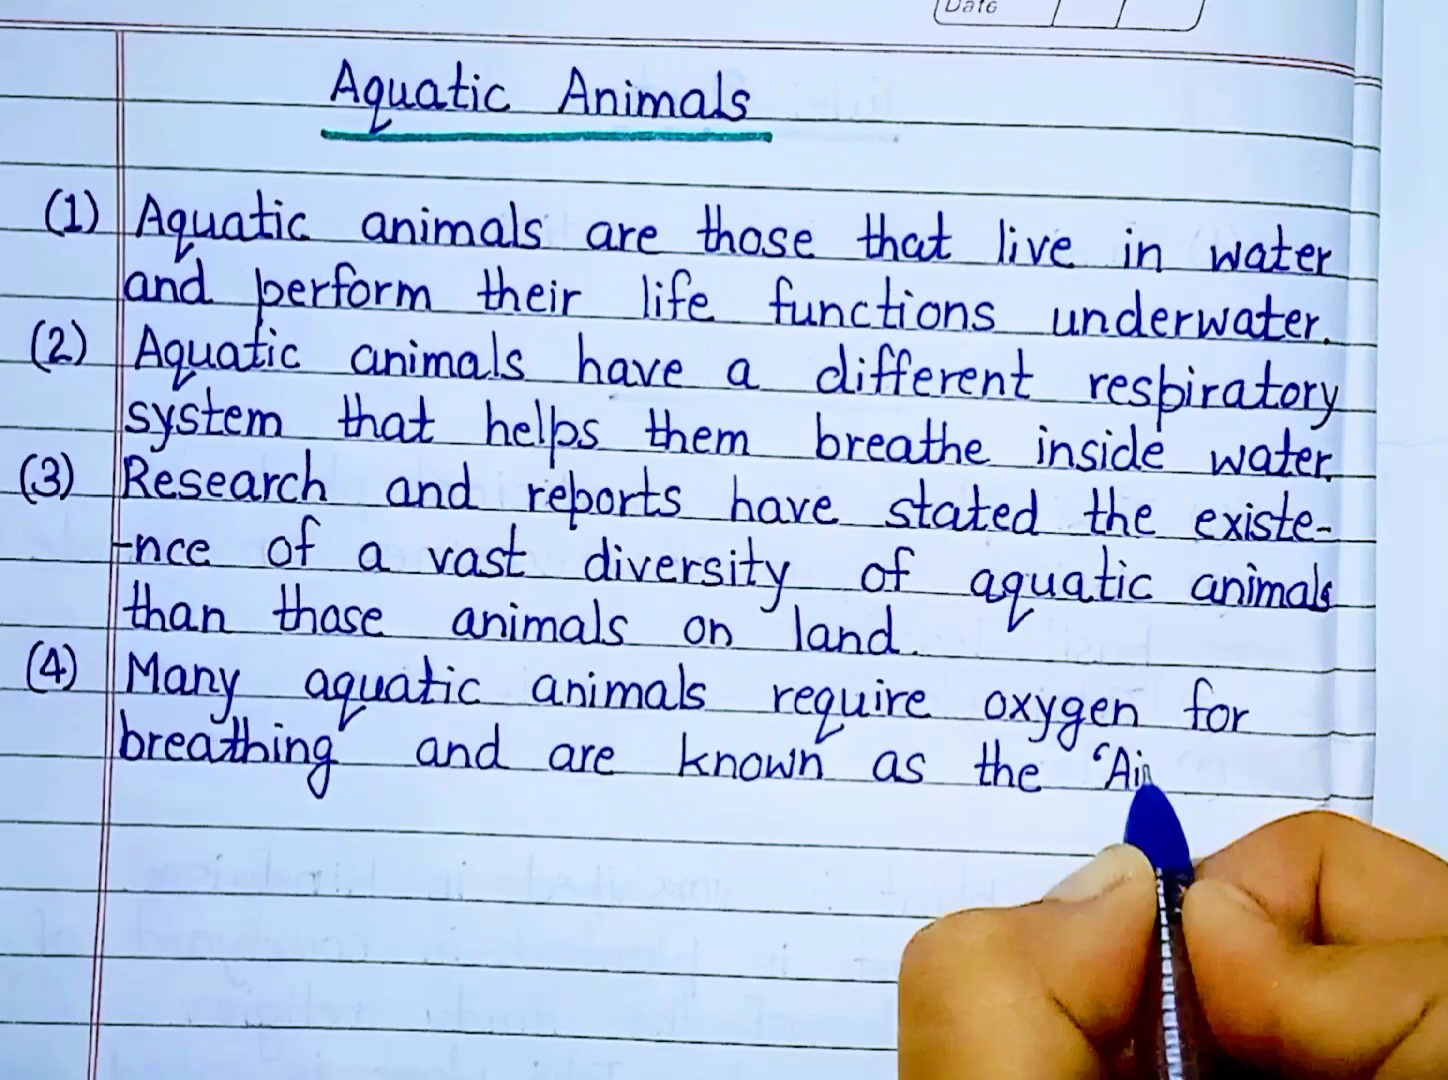 Date
Aquatic Animals
(1) Aquatic animals are those that live in water
and perform their life functions underwater.
(2) Aquatic animals have a different respiratory
system that helps them breathe inside water.
(3) Research and reports have stated the existe-
-nce of a vast diversity of aquatic animals
than those animals on land.
(4) Many aquatic animals require oxygen for
breathing and are known as the 'Ai